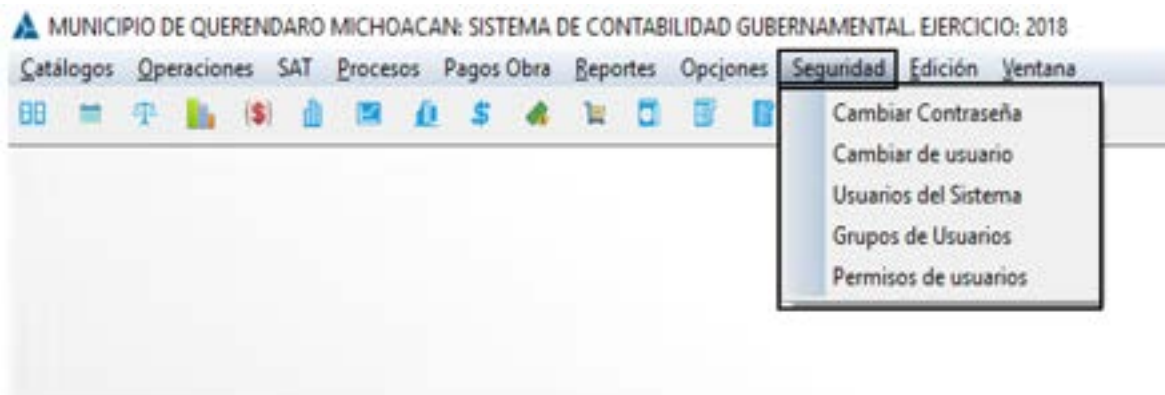 MUNICIPIO DE QUERENDARO MICHOACAN: SISTEMA DE CONTABILIDAD GUBERNAMENTAL. EJERCICIO: 2018
Catálogos Operaciones SAT Procesos Pagos Obra Reportes Opciones Seguridad Edición Ventana
Cambiar Contraseña
Cambiar de usuario
Usuarios del Sistema
Grupos de Usuarios
Permisos de usuarios